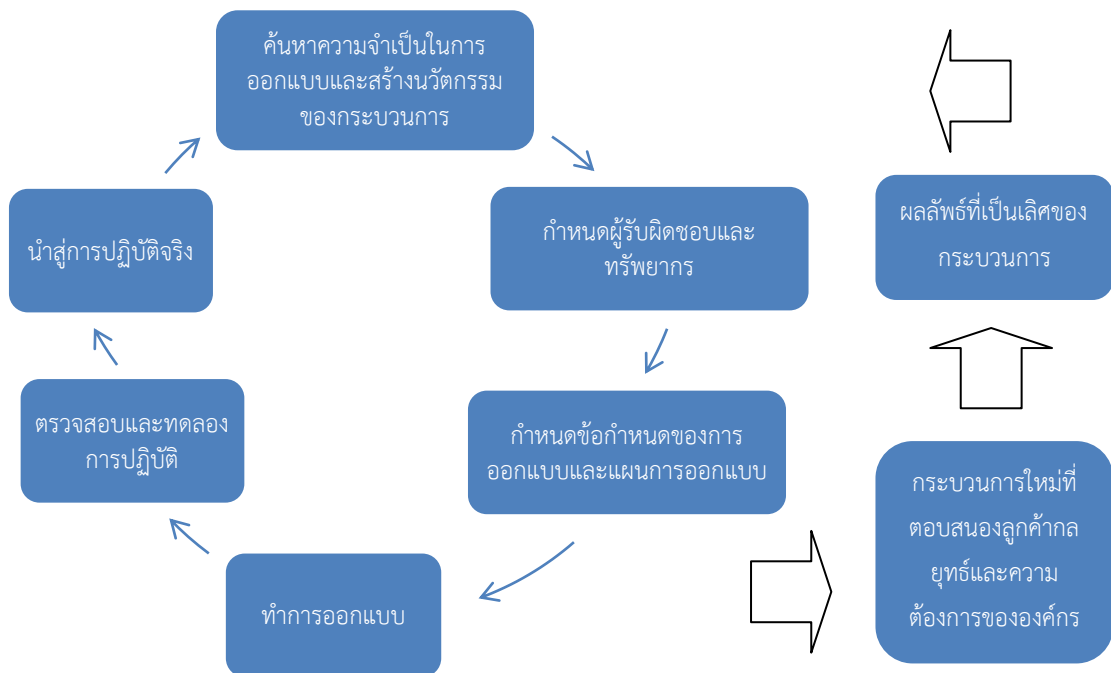 ค้นหาความจำเป็นในการ
ออกแบบและสร้างนวัตกรรม
ของกระบวนการ
กำหนดผู้รับผิดชอบและ
ทรัพยากร
กำหนดข้อกำหนดของการ
ออกแบบและแผนการออกแบบ
ทำการออกแบบ
ตรวจสอบและทดลอง
การปฏิบัติ
นำสู่การปฏิบัติจริง
กระบวนการใหม่ที่
ตอบสนองลูกค้ากล
ยุทธ์และความ
ต้องการขององค์กร
ผลลัพธ์ที่เป็นเลิศของ
กระบวนการ